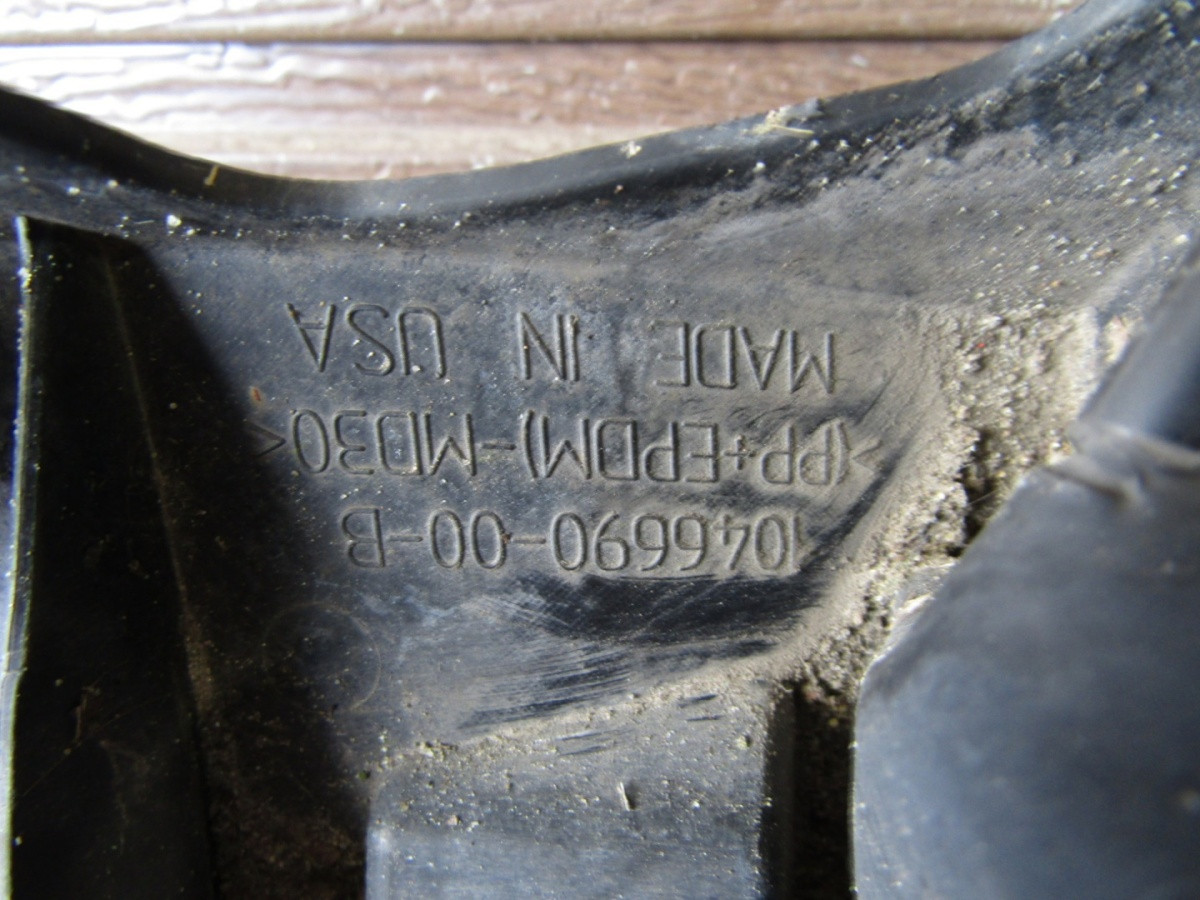 1046690-00-B
<(PP+EPDM)-MD30>
MADE IN USA